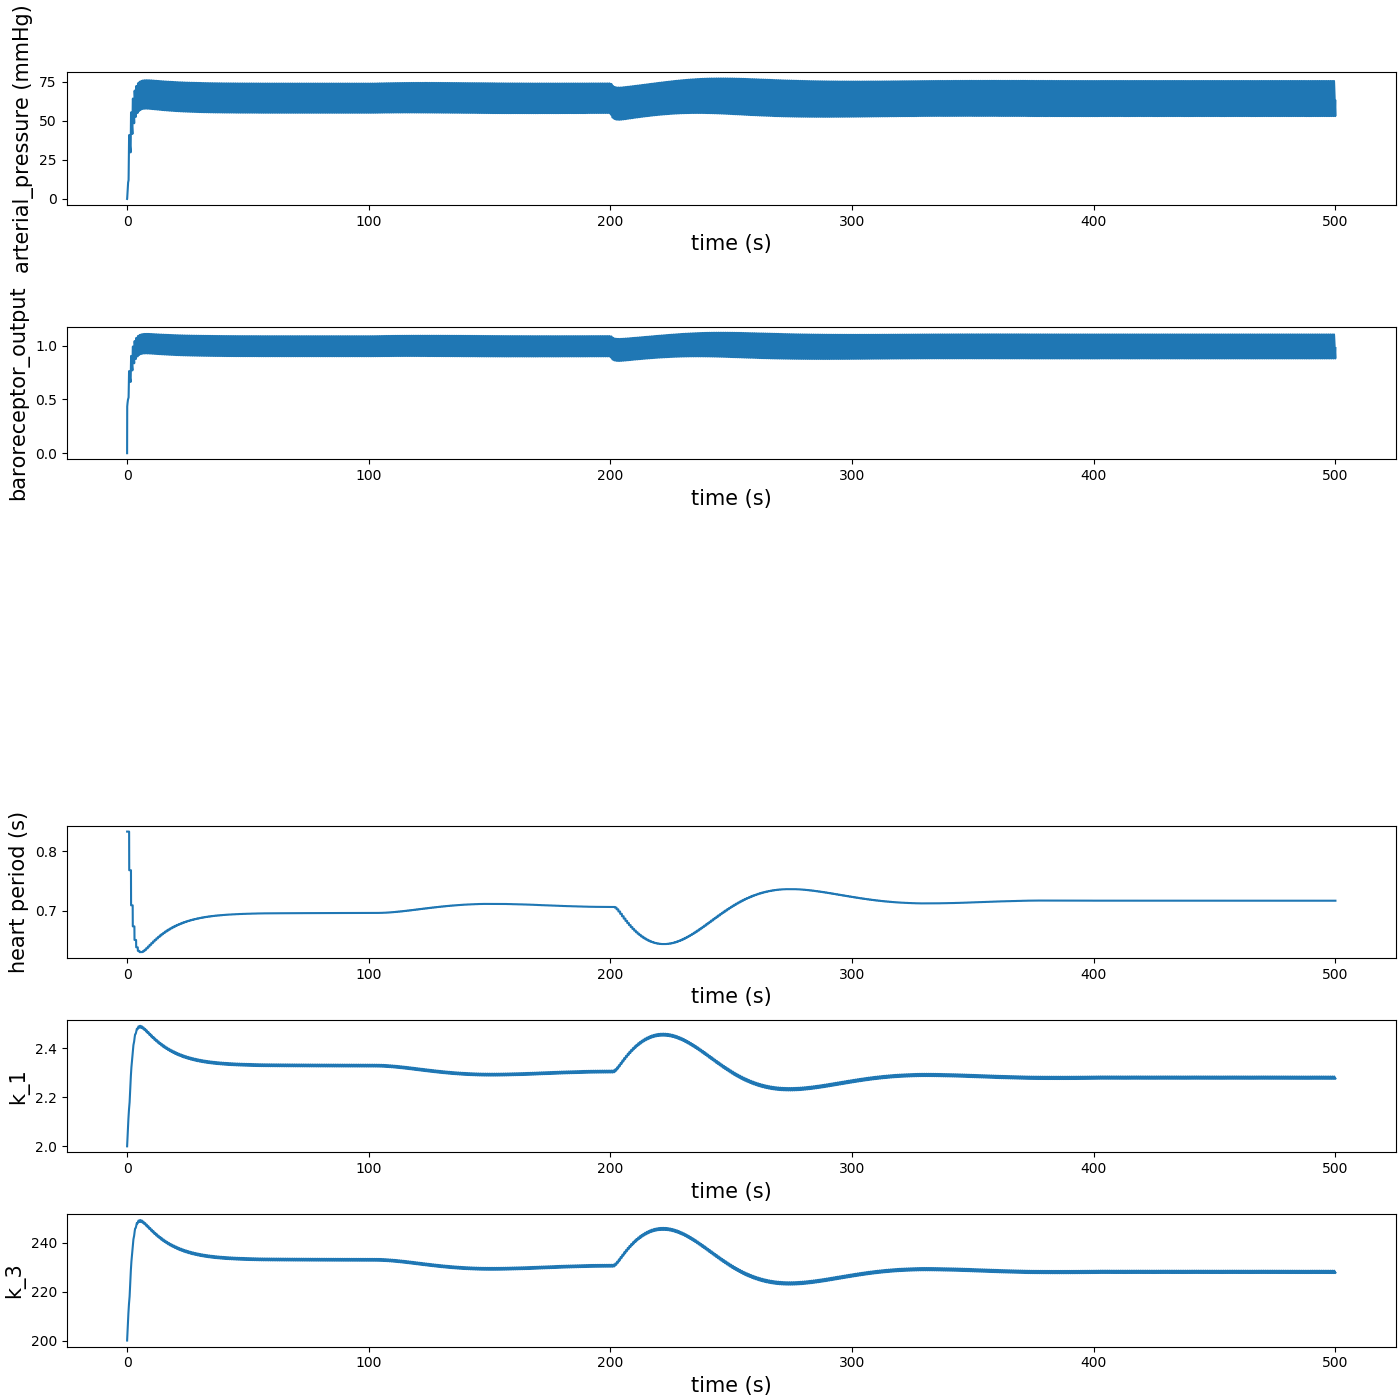 arterial_pressure (mmHg)
75
50
25
0
0 100 200 300 400 500
time (s)
baroreceptor_output
1.0
0.5
0.0
0 100 200 300 400 500
time (s)
heart period (s)
0.8
0.7
0 100 200 300 400 500
time (s)
k_1
2.4
2.2
2.0
0 100 200 300 400 500
time (s)
k_3
240
220
200
0 100 200 300 400 500
time (s)